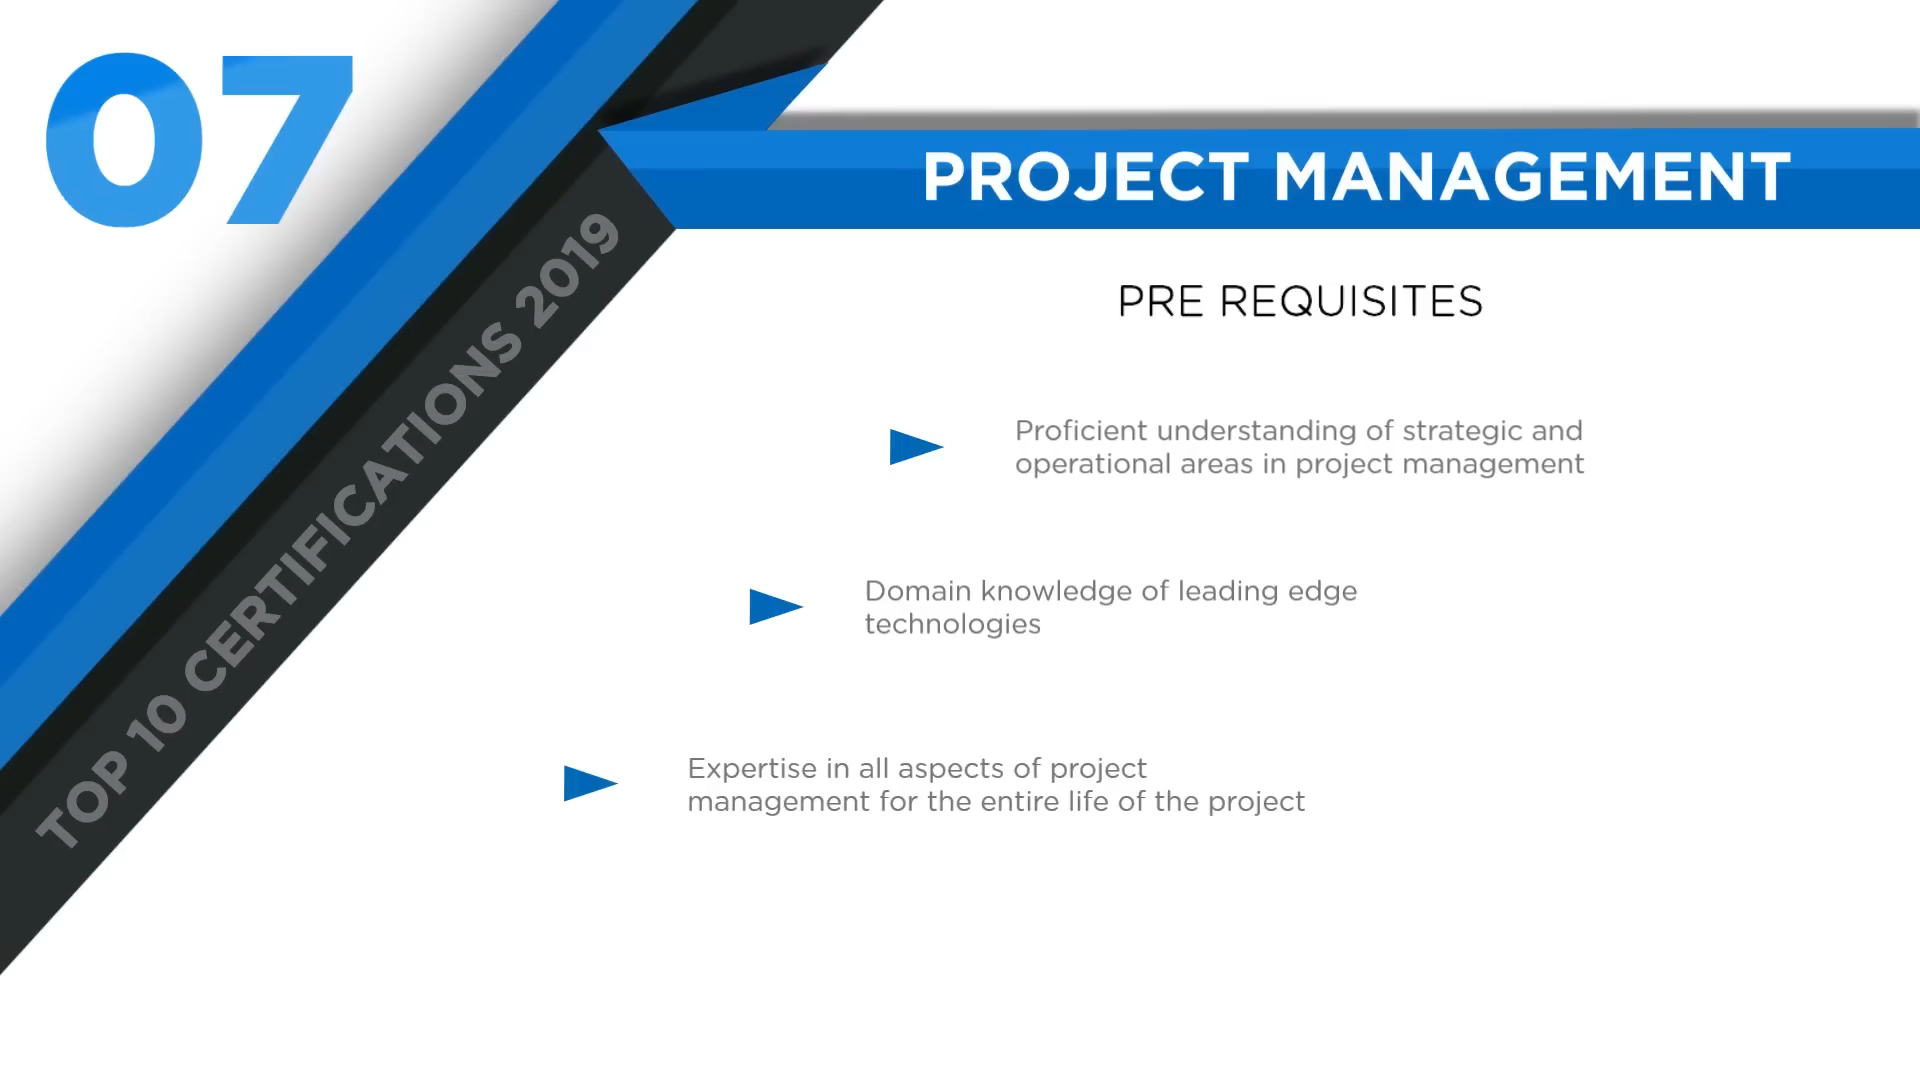 07
PROJECT MANAGEMENT
TOP 10 CERTIFICATIONS 2019
PRE REQUISITES
Proficient understanding of strategic and
operational areas in project management
Domain knowledge of leading edge
technologies
Expertise in all aspects of project
management for the entire life of the project